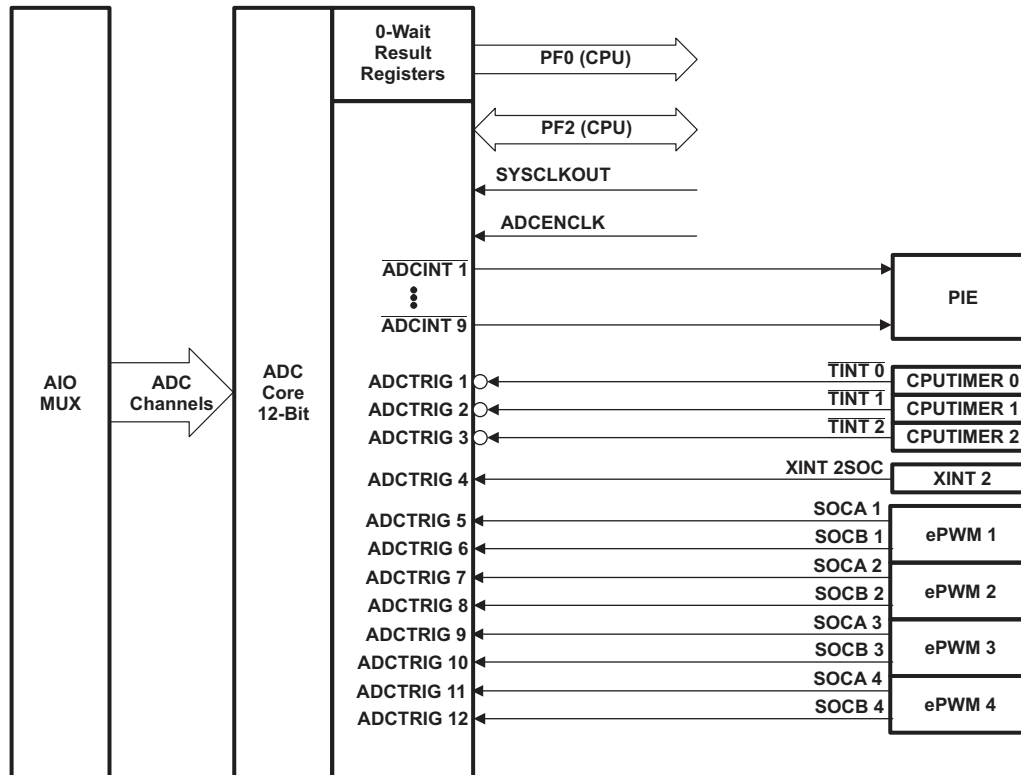 0-Wait
Result
Registers
PF0 (CPU)
PF2 (CPU)
SYSCLKOUT
ADCENCLK
ADCINT 1
ADCINT 9
PIE
AIO
MUX
ADC
Channels
ADC
Core
12-Bit
ADCTRIG 1
TINT 0
CPUTIMER 0
ADCTRIG 2
TINT 1
CPUTIMER 1
ADCTRIG 3
TINT 2
CPUTIMER 2
ADCTRIG 4
XINT 2SOC
XINT 2
ADCTRIG 5
SOCA 1
ADCTRIG 6
SOCB 1
ePWM 1
ADCTRIG 7
SOCA 2
ADCTRIG 8
SOCB 2
ePWM 2
ADCTRIG 9
SOCA 3
ADCTRIG 10
SOCB 3
ePWM 3
ADCTRIG 11
SOCA 4
ADCTRIG 12
SOCB 4
ePWM 4